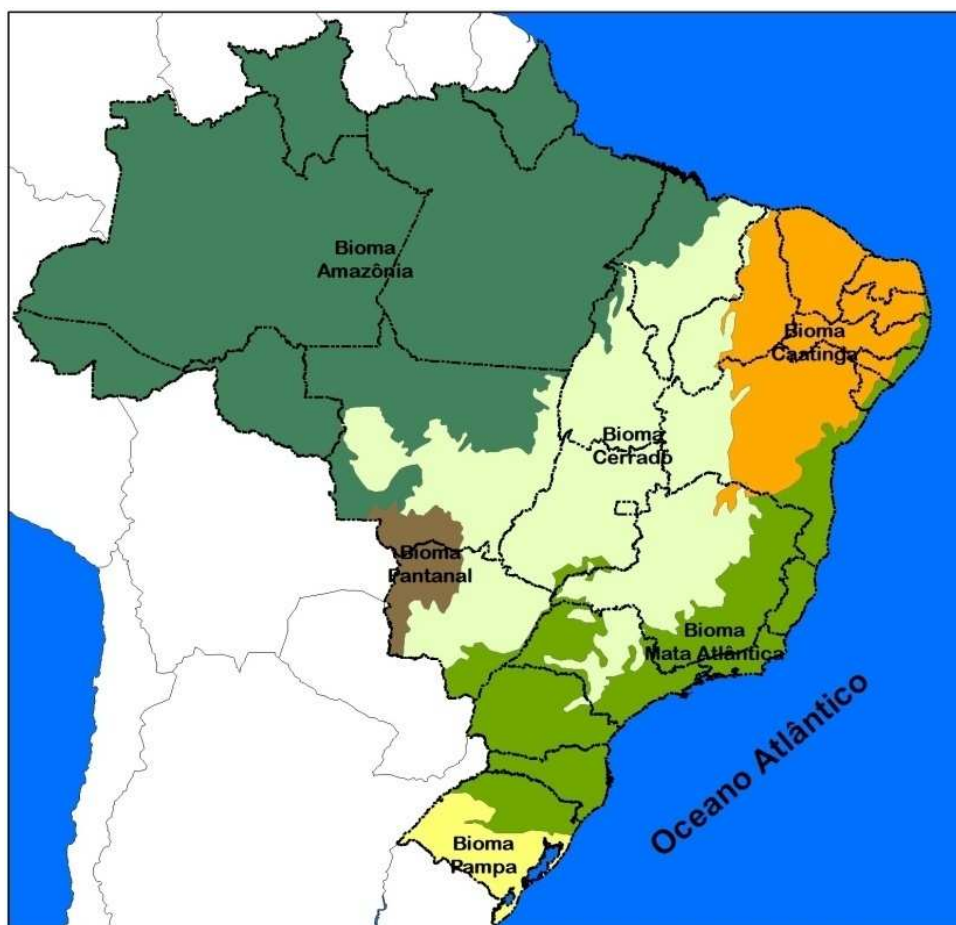 Bioma
Amazônia
Bioma
Caatinga
Bioma
Cerrado
Bioma
Pantanal
Bioma
Mata Atlântica
Oceano Atlântico
Bioma
Pampa